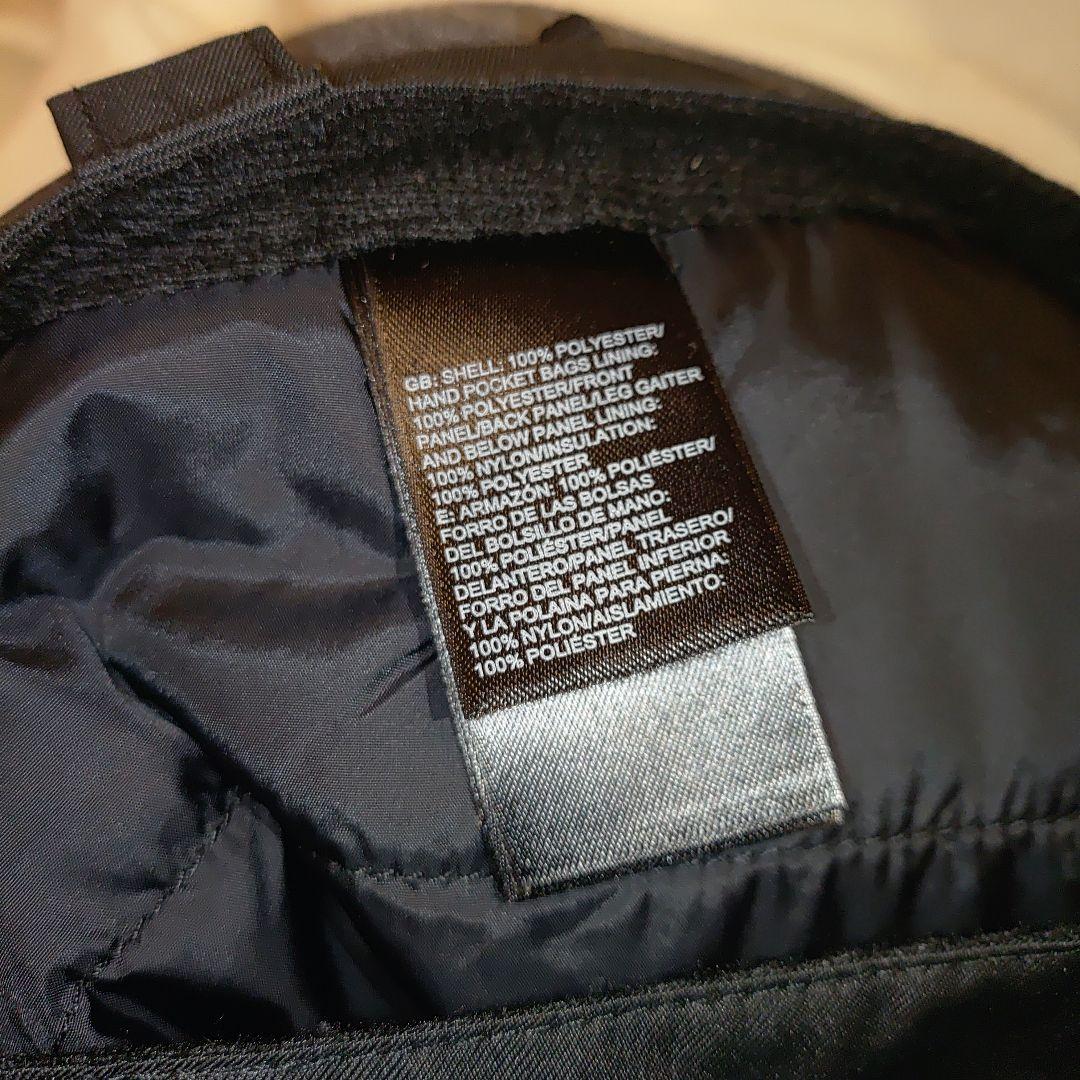 GB: SHELL: 100% POLYESTER/
HAND POCKET BAGS LINING:
100% POLYESTER/FRONT
PANEL/BACK PANEL/LEG GAITER
AND BELOW PANEL LINING:
100% NYLON/INSULATION:
100% POLYESTER
E: ARMAZÓN: 100% POLIÉSTER/
FORRO DE LAS BOLSAS
DEL BOLSILLO DE MANO:
100% POLIÉSTER/PANEL
DELANTERO/PANEL TRASERO/
FORRO DEL PANEL INFERIOR
Y LA POLAINA PARA PIERNA:
100% NYLON/AISLAMIENTO:
100% POLIÉSTER